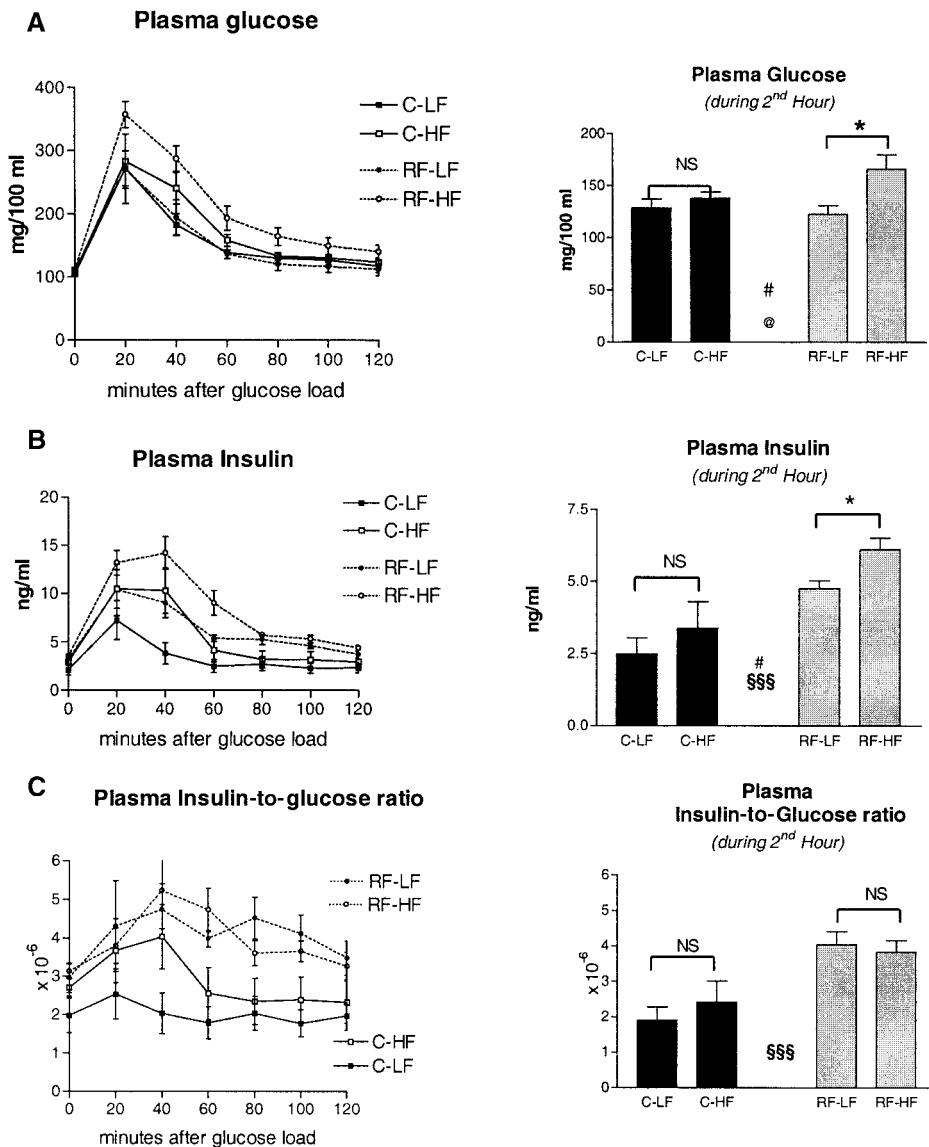 A
Plasma glucose
400
300
200
100
0
mg/100 ml
0 20 40 60 80 100 120
minutes after glucose load
C-LF
C-HF
RF-LF
RF-HF
Plasma Glucose
(during 2nd Hour)
200
150
100
50
0
mg/100 ml
NS
*
#
@
C-LF C-HF RF-LF RF-HF
B
Plasma Insulin
20
15
10
5
0
ng/ml
0 20 40 60 80 100 120
minutes after glucose load
C-LF
C-HF
RF-LF
RF-HF
Plasma Insulin
(during 2nd Hour)
7.5
5.0
2.5
0.0
ng/ml
NS
*
#
§§§
C-LF C-HF RF-LF RF-HF
C
Plasma Insulin-to-glucose ratio
6
5
4
3
2
1
0
x 10-6
0 20 40 60 80 100 120
minutes after glucose load
RF-LF
RF-HF
C-HF
C-LF
Plasma
Insulin-to-Glucose ratio
(during 2nd Hour)
6
5
4
3
2
1
0
x 10-6
NS
NS
§§§
C-LF C-HF RF-LF RF-HF